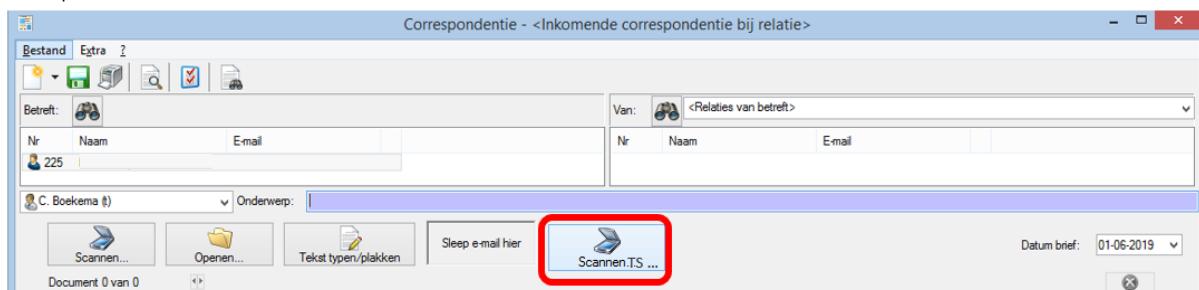 Correspondentie - <Inkomende correspondentie bij relatie>
Bestand Extra ?
Betreft: Van: <Relaties van betreft>
Nr Naam E-mail Nr Naam E-mail
225
C. Boekema (t) Onderwerp:
Scannen... Openen... Tekst typen/plakken Sleep e-mail hier Scannen.TS ... Datum brief: 01-06-2019
Document 0 van 0